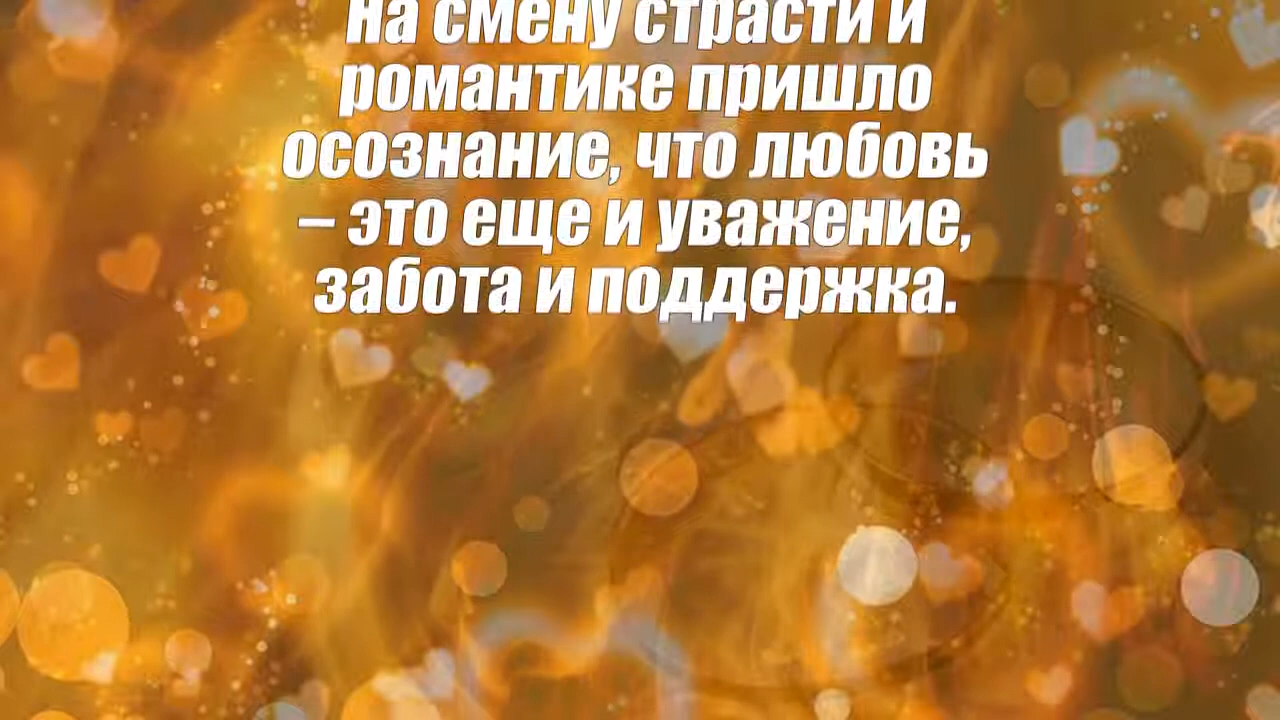 на смену страсти и
романтике пришло
осознание, что любовь
– это еще и уважение,
забота и поддержка.